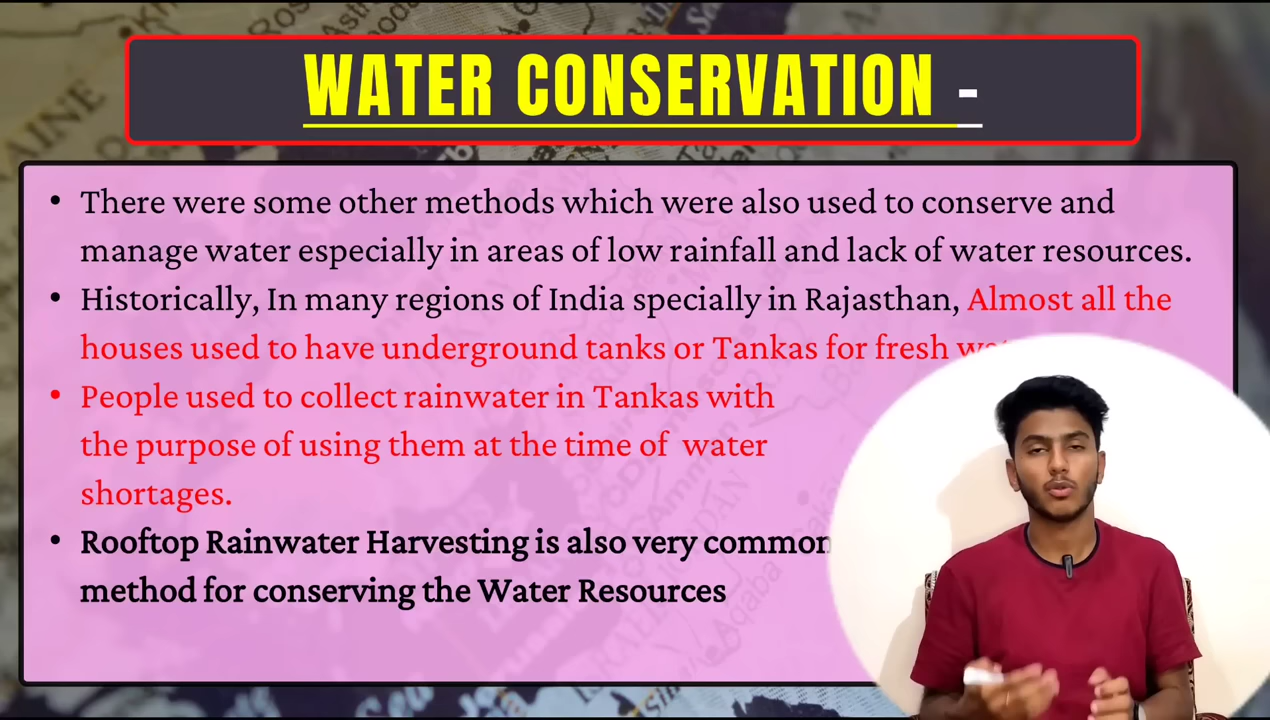 WATER CONSERVATION -
• There were some other methods which were also used to conserve and
manage water especially in areas of low rainfall and lack of water resources.
• Historically, In many regions of India specially in Rajasthan, Almost all the
houses used to have underground tanks or Tankas for fresh
• People used to collect rainwater in Tankas with
the purpose of using them at the time of water
shortages.
• Rooftop Rainwater Harvesting is also very common
method for conserving the Water Resources